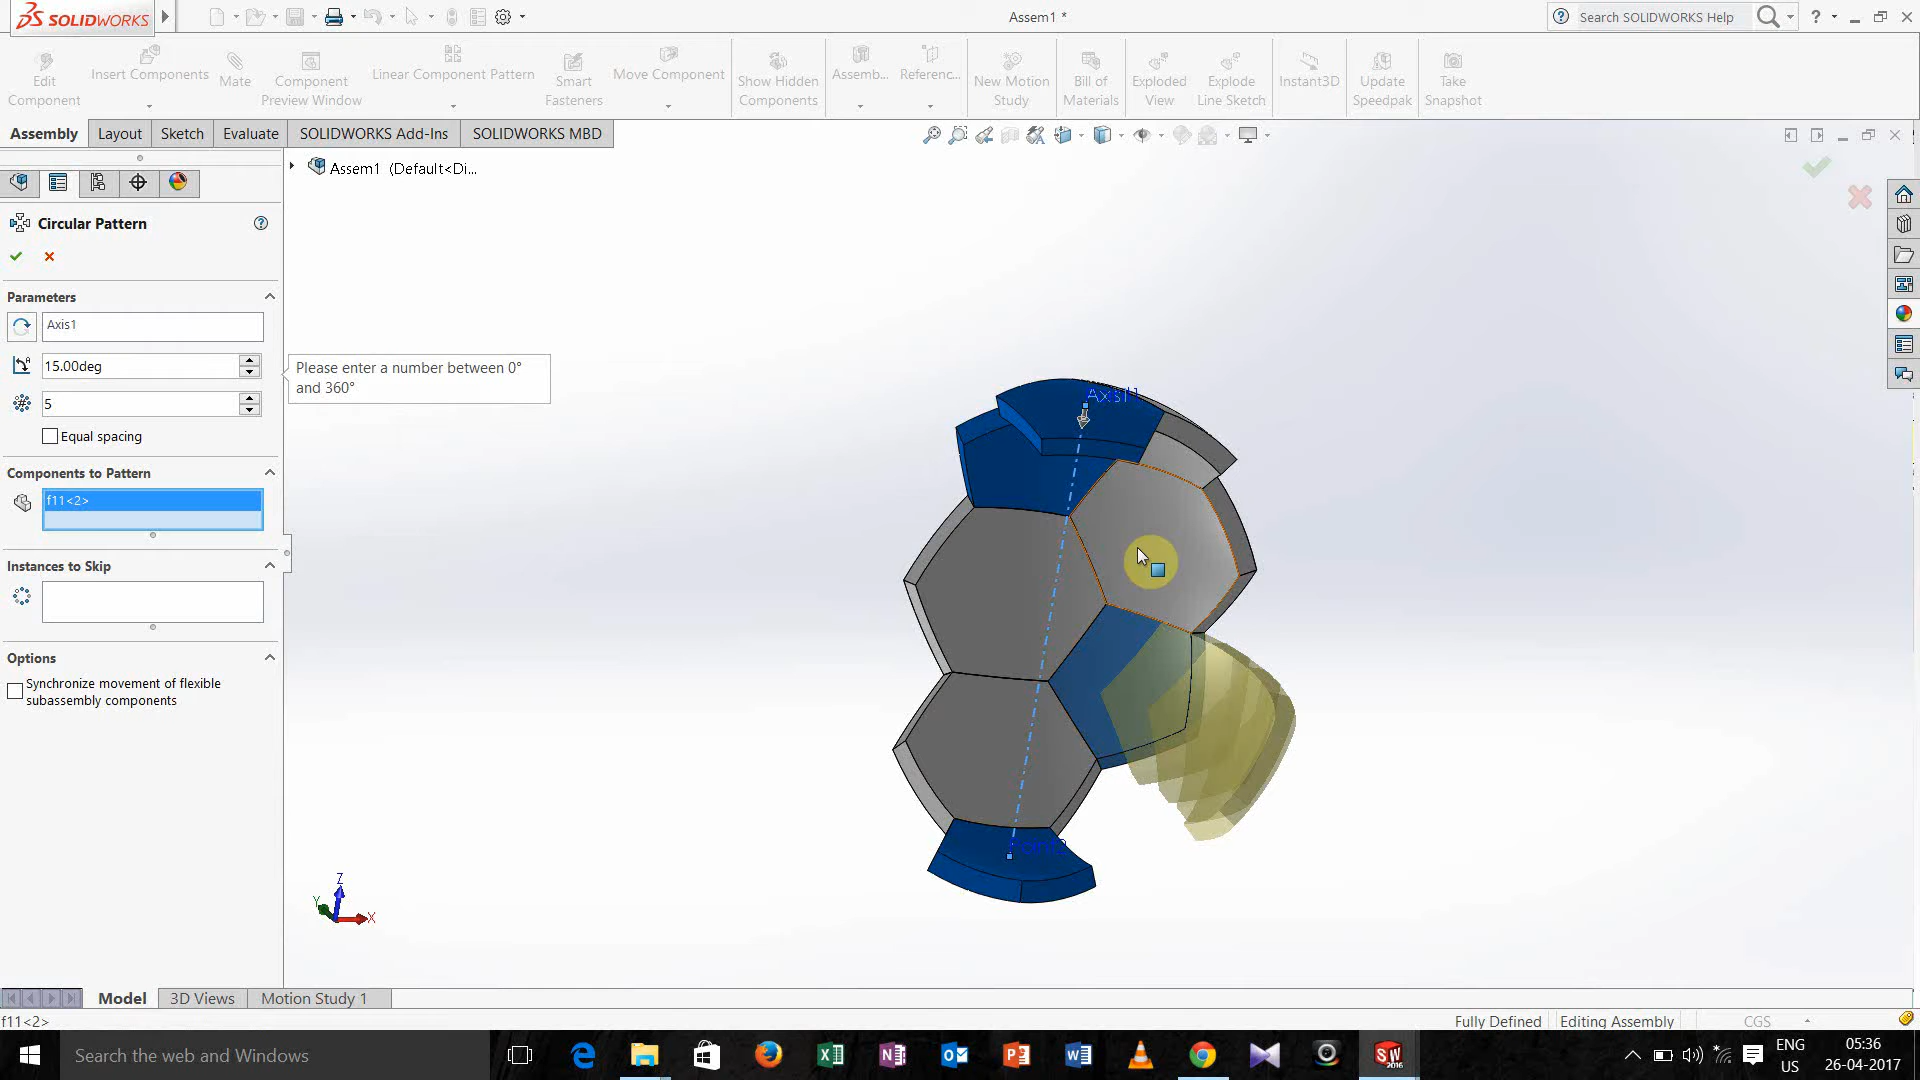 SOLIDWORKS
Assem1 *
Search SOLIDWORKS Help
Edit Component
Insert Components
Mate
Component Preview Window
Linear Component Pattern
Smart Fasteners
Move Component
Show Hidden Components
Assemb...
Referenc...
New Motion Study
Bill of Materials
Exploded View
Explode Line Sketch
Instant3D
Update Speedpak
Take Snapshot
Assembly
Layout
Sketch
Evaluate
SOLIDWORKS Add-Ins
SOLIDWORKS MBD
Assem1 (Default<Di...
Circular Pattern
Parameters
Axis1
15.00deg
Please enter a number between 0°
and 360°
5
Equal spacing
Components to Pattern
f11<2>
Instances to Skip
Options
Synchronize movement of flexible
subassembly components
Axis1
Z
Y
X
Model
3D Views
Motion Study 1
f11<2>
Fully Defined
Editing Assembly
CGS
Search the web and Windows
SW
2016
ENG
US
05:36
26-04-2017